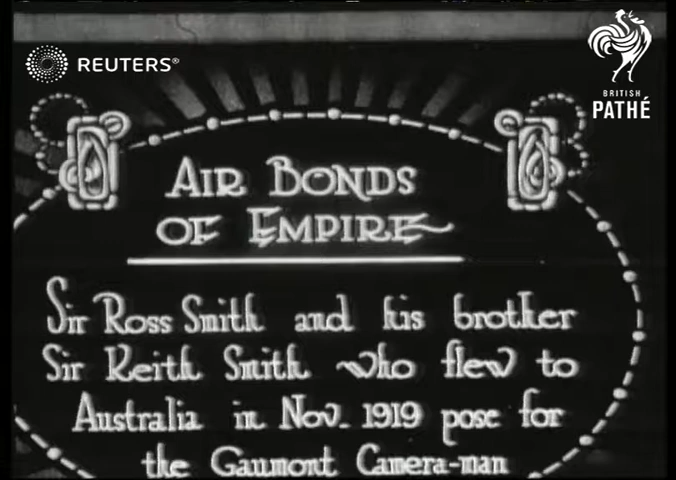 REUTERS®
BRITISH
PATHÉ
AIR BONDS
OF EMPIRE
Sir Ross Smith and his brother
Sir Keith Smith who flew to
Australia in Nov. 1919 pose for
the Gaumont Camera-man